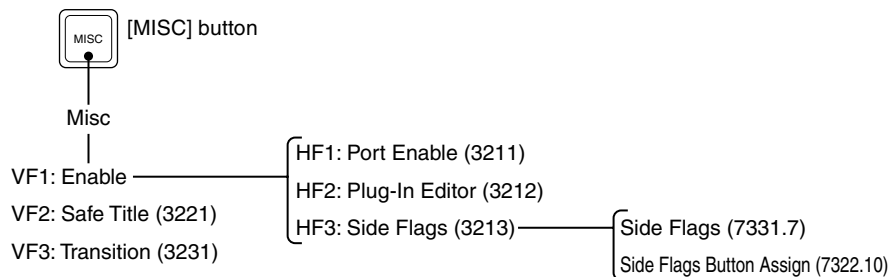 MISC
[MISC] button
Misc
VF1: Enable
HF1: Port Enable (3211)
HF2: Plug-In Editor (3212)
VF2: Safe Title (3221)
HF3: Side Flags (3213)
Side Flags (7331.7)
VF3: Transition (3231)
Side Flags Button Assign (7322.10)